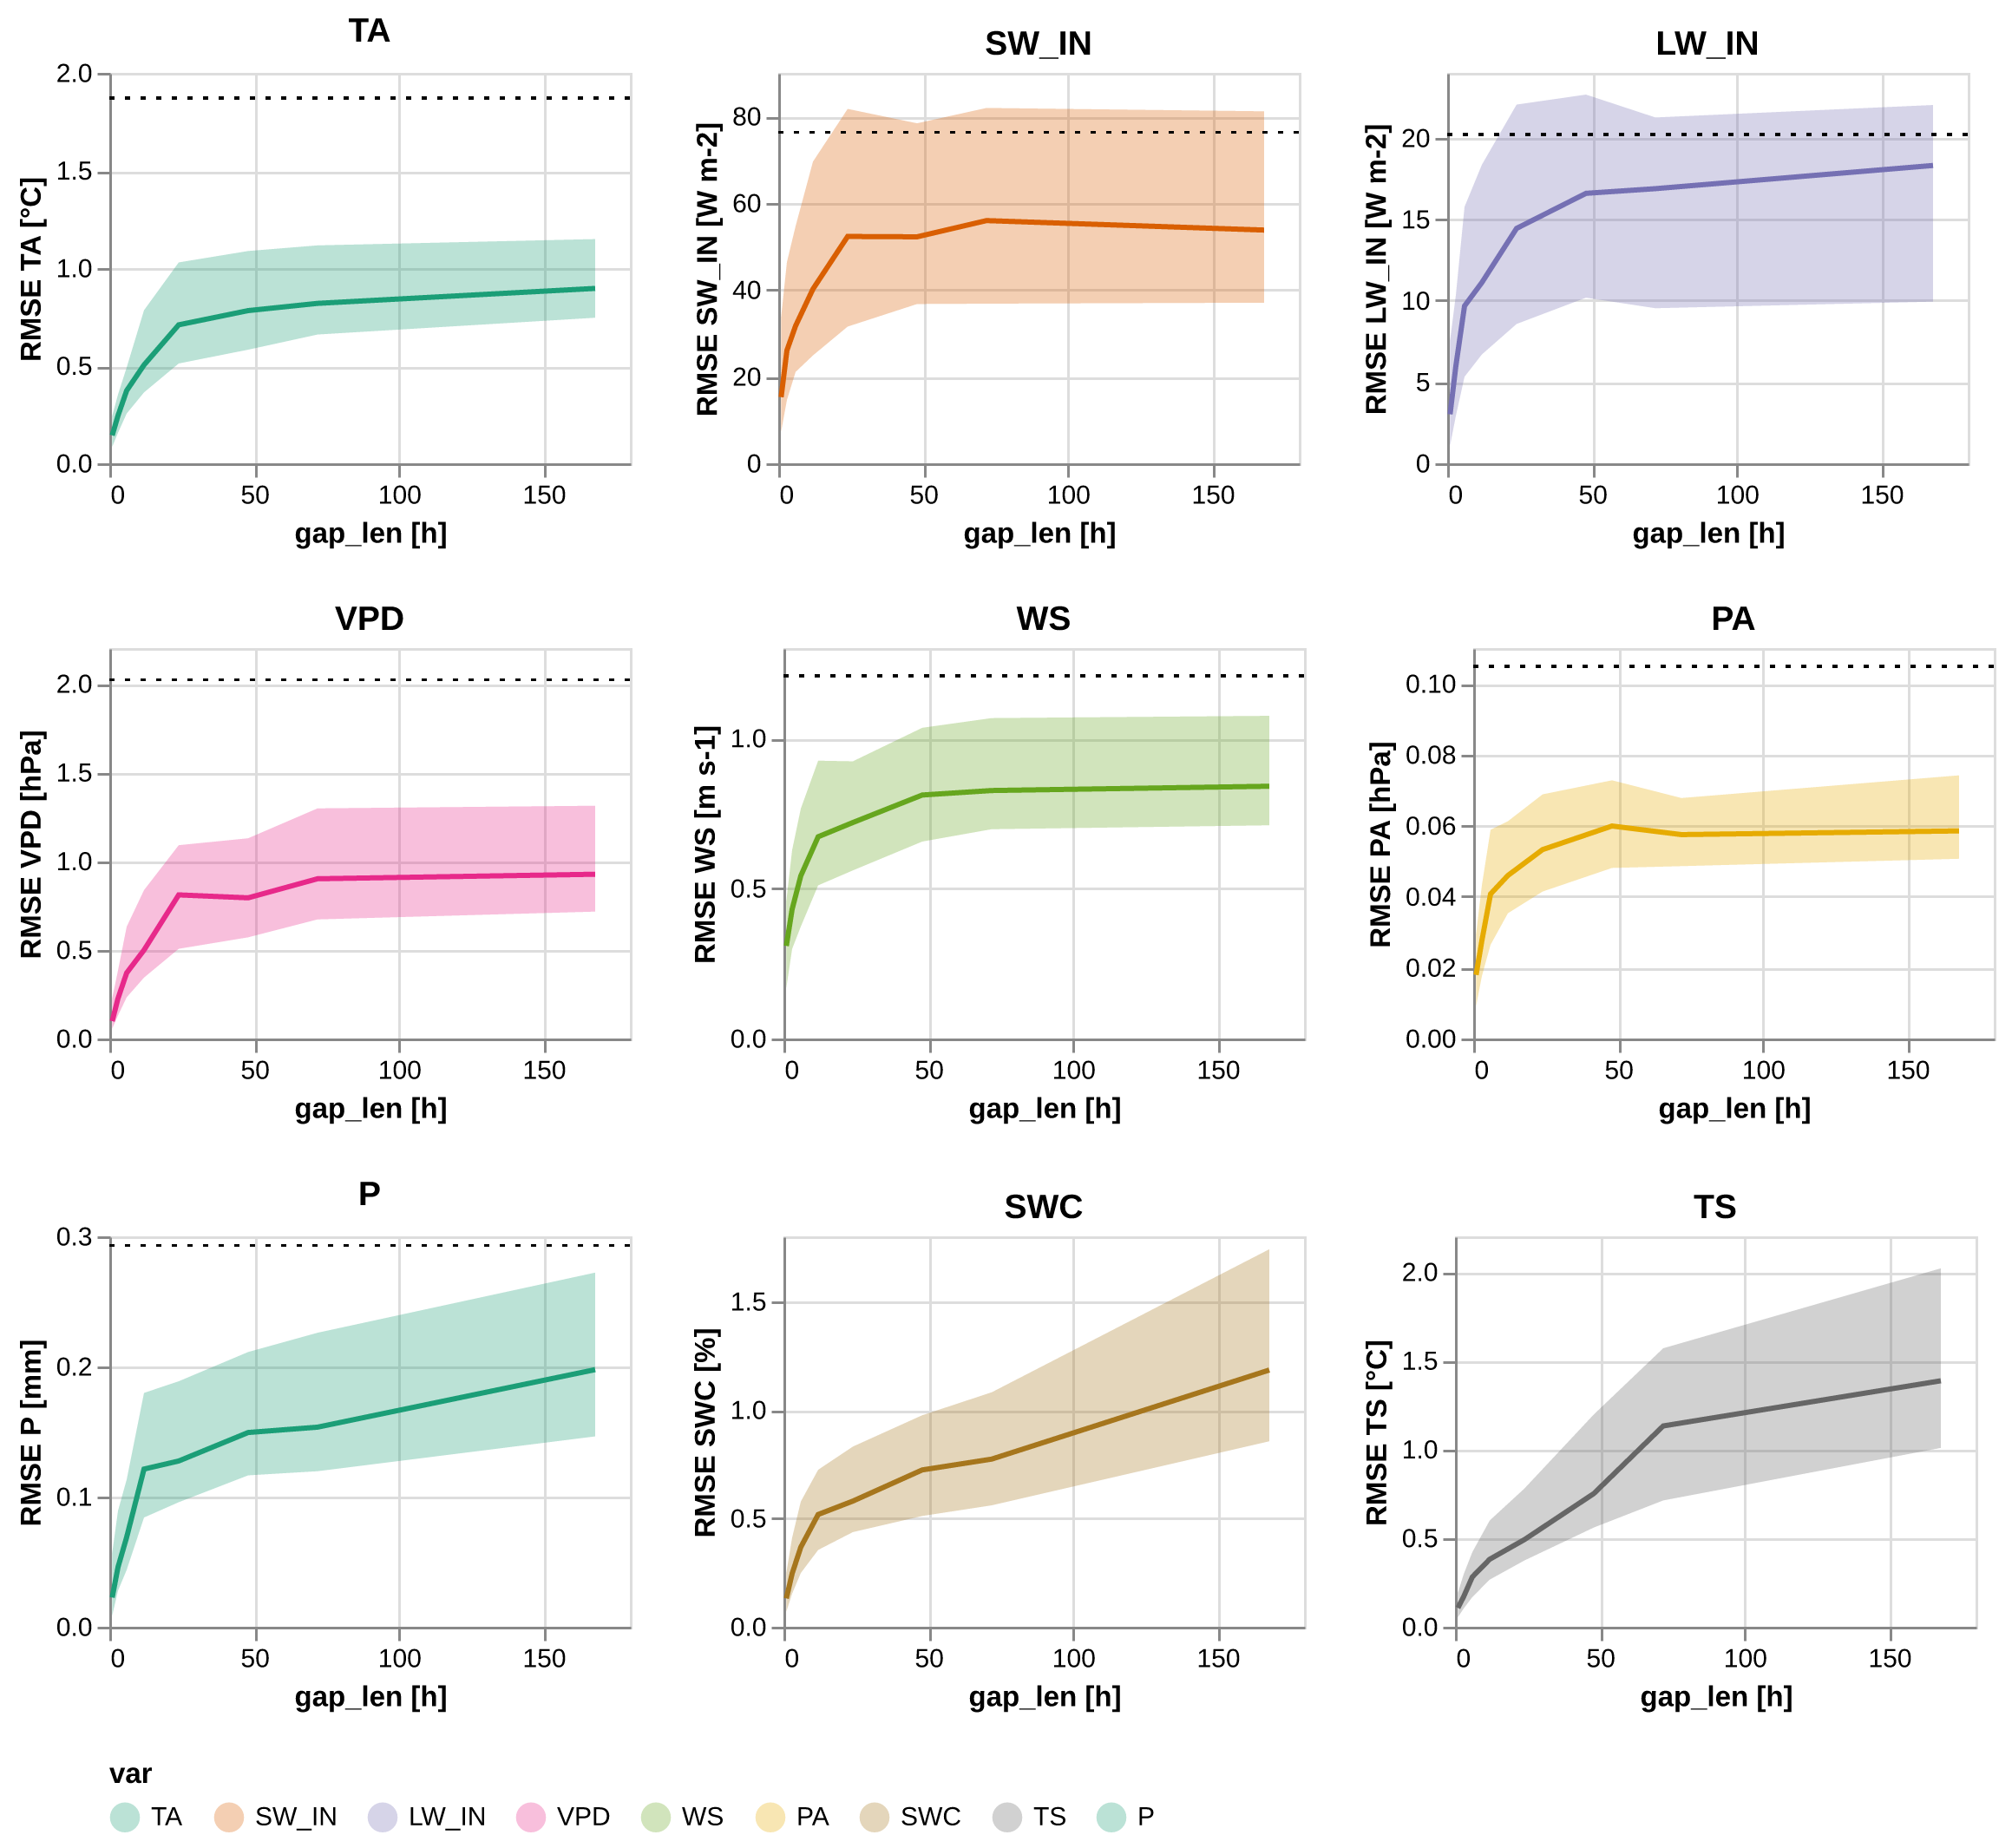 TA
SW_IN
LW_IN
RMSE TA [°C]
2.0
1.5
1.0
0.5
0.0
0 50 100 150
gap_len [h]
RMSE SW_IN [W m-2]
80
60
40
20
0
0 50 100 150
gap_len [h]
RMSE LW_IN [W m-2]
20
15
10
5
0
0 50 100 150
gap_len [h]
VPD
WS
PA
RMSE VPD [hPa]
2.0
1.5
1.0
0.5
0.0
0 50 100 150
gap_len [h]
RMSE WS [m s-1]
1.0
0.5
0.0
0 50 100 150
gap_len [h]
RMSE PA [hPa]
0.10
0.08
0.06
0.04
0.02
0.00
0 50 100 150
gap_len [h]
P
SWC
TS
RMSE P [mm]
0.3
0.2
0.1
0.0
0 50 100 150
gap_len [h]
RMSE SWC [%]
1.5
1.0
0.5
0.0
0 50 100 150
gap_len [h]
RMSE TS [°C]
2.0
1.5
1.0
0.5
0.0
0 50 100 150
gap_len [h]
var
TA SW_IN LW_IN VPD WS PA SWC TS P